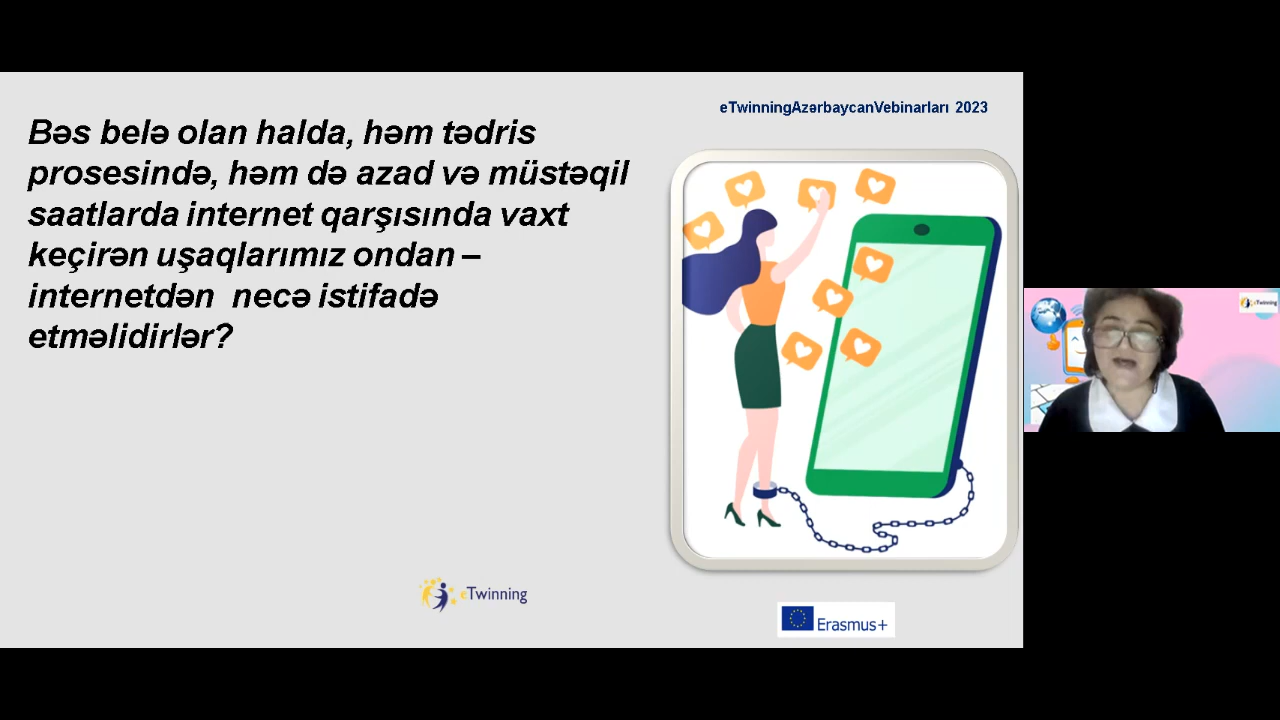 eTwinningAzərbaycanVebinarları 2023
Bəs belə olan halda, həm tədris
prosesində, həm də azad və müstəqil
saatlarda internet qarşısında vaxt
keçirən uşaqlarımız ondan –
internetdən necə istifadə
etməlidirlər?
eTwinning
Erasmus+
eTwinning